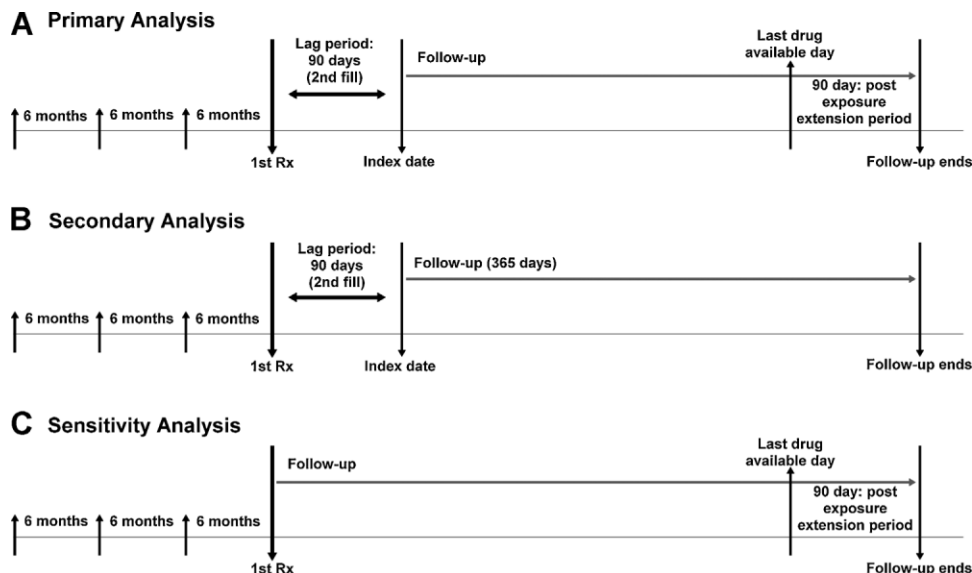 A Primary Analysis
Lag period:
90 days
(2nd fill)
Follow-up
Last drug
available day
90 day: post
exposure
extension period
6 months 6 months 6 months
1st Rx
Index date
Follow-up ends
B Secondary Analysis
Lag period:
90 days
(2nd fill)
Follow-up (365 days)
6 months 6 months 6 months
1st Rx
Index date
Follow-up ends
C Sensitivity Analysis
Follow-up
Last drug
available day
90 day: post
exposure
extension period
6 months 6 months 6 months
1st Rx
Follow-up ends